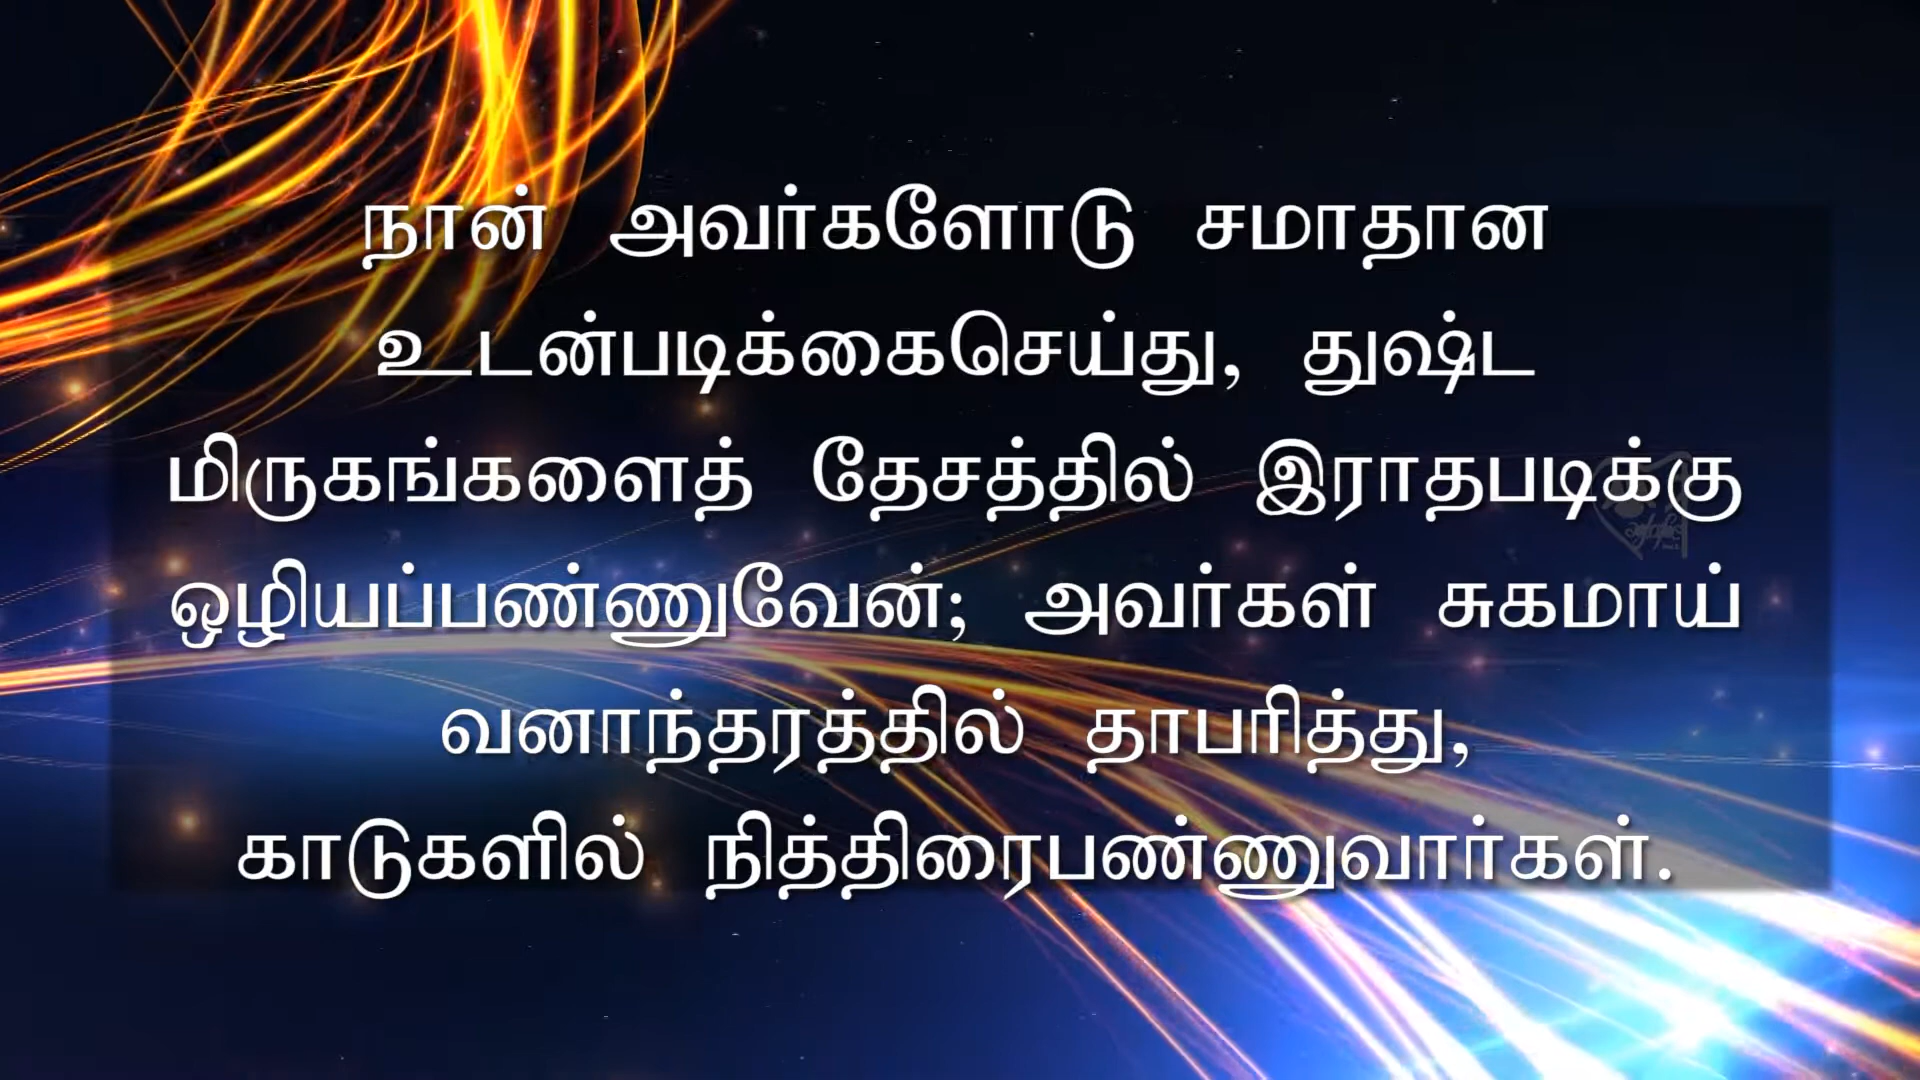 நான் அவர்களோடு சமாதான
உடன்படிக்கைசெய்து, துஷ்ட
மிருகங்களைத் தேசத்தில் இராதபடிக்கு
ஒழியப்பண்ணுவேன்; அவர்கள் சுகமாய்
வனாந்தரத்தில் தாபரித்து,
காடுகளில் நித்திரைபண்ணுவார்கள்.